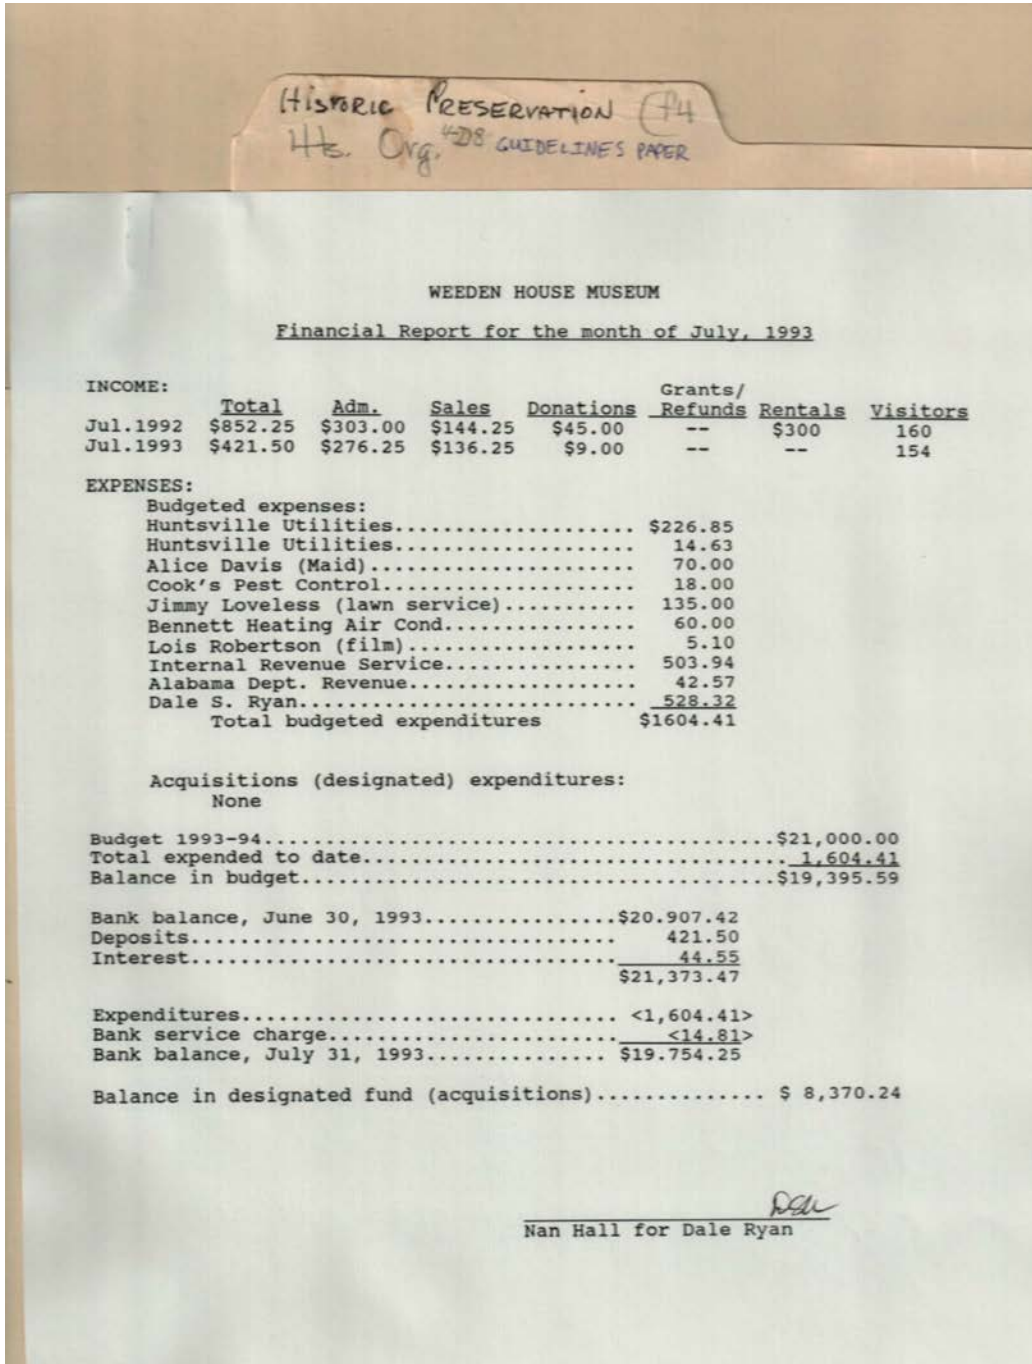 HISTORIC PRESERVATION (P4
Hts. Org. 4-D8 GUIDELINES PAPER
WEEDEN HOUSE MUSEUM
Financial Report for the month of July, 1993
INCOME: Grants/
Total Adm. Sales Donations Refunds Rentals Visitors
Jul.1992 $852.25 $303.00 $144.25 $45.00 -- $300 160
Jul.1993 $421.50 $276.25 $136.25 $9.00 -- -- 154
EXPENSES:
Budgeted expenses:
Huntsville Utilities..................... $226.85
Huntsville Utilities..................... 14.63
Alice Davis (Maid)....................... 70.00
Cook's Pest Control...................... 18.00
Jimmy Loveless (lawn service)........... 135.00
Bennett Heating Air Cond................ 60.00
Lois Robertson (film)................... 5.10
Internal Revenue Service................ 503.94
Alabama Dept. Revenue................... 42.57
Dale S. Ryan............................. 528.32
Total budgeted expenditures $1604.41
Acquisitions (designated) expenditures:
None
Budget 1993-94.................................................$21,000.00
Total expended to date......................................... 1,604.41
Balance in budget..............................................$19,395.59
Bank balance, June 30, 1993................$20.907.42
Deposits.................................... 421.50
Interest.................................... 44.55
$21,373.47
Expenditures................................ <1,604.41>
Bank service charge......................... <14.81>
Bank balance, July 31, 1993............... $19.754.25
Balance in designated fund (acquisitions).............. $ 8,370.24
Nan Hall for Dale Ryan